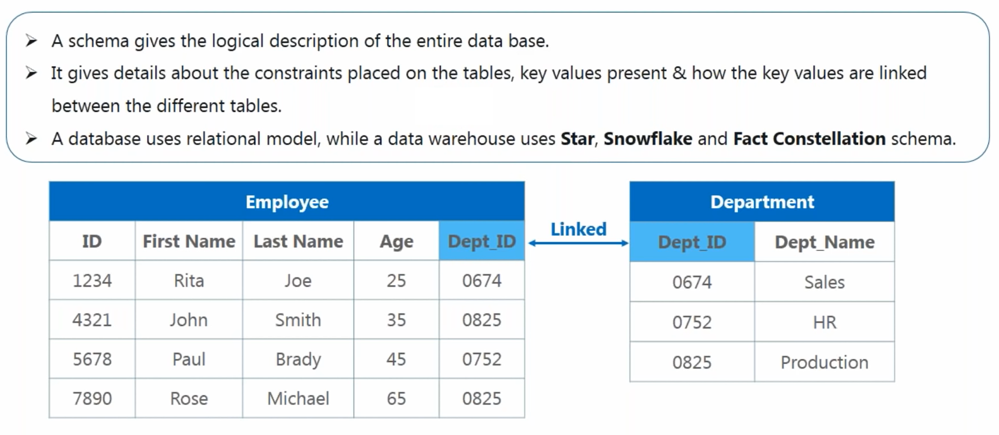 ➤ A schema gives the logical description of the entire data base.
➤ It gives details about the constraints placed on the tables, key values present & how the key values are linked
between the different tables.
➤ A database uses relational model, while a data warehouse uses Star, Snowflake and Fact Constellation schema.
Employee
ID First Name Last Name Age Dept_ID
1234 Rita Joe 25 0674
4321 John Smith 35 0825
5678 Paul Brady 45 0752
7890 Rose Michael 65 0825
Linked
Department
Dept_ID Dept_Name
0674 Sales
0752 HR
0825 Production